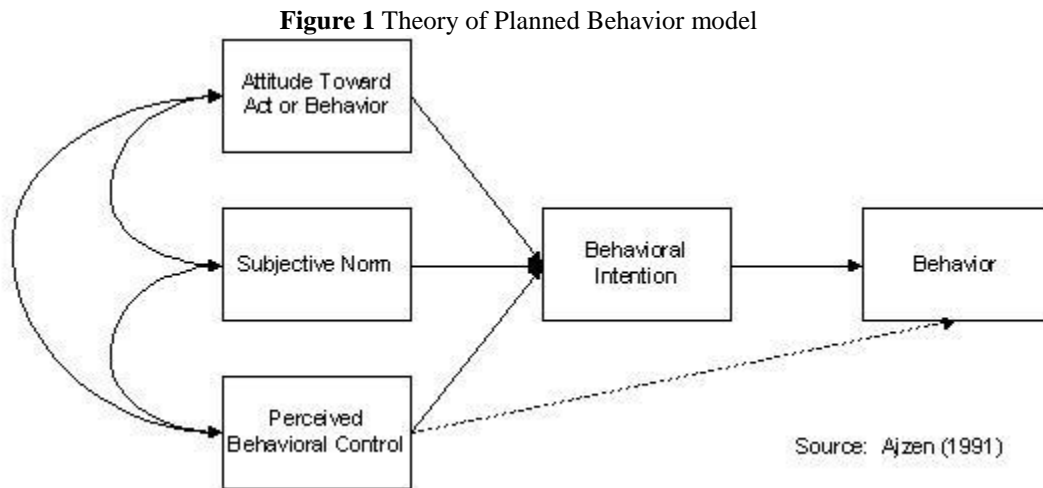 Figure 1 Theory of Planned Behavior model
Attitude Toward
Act or Behavior
Subjective Norm
Perceived
Behavioral Control
Behavioral
Intention
Behavior
Source: Ajzen (1991)